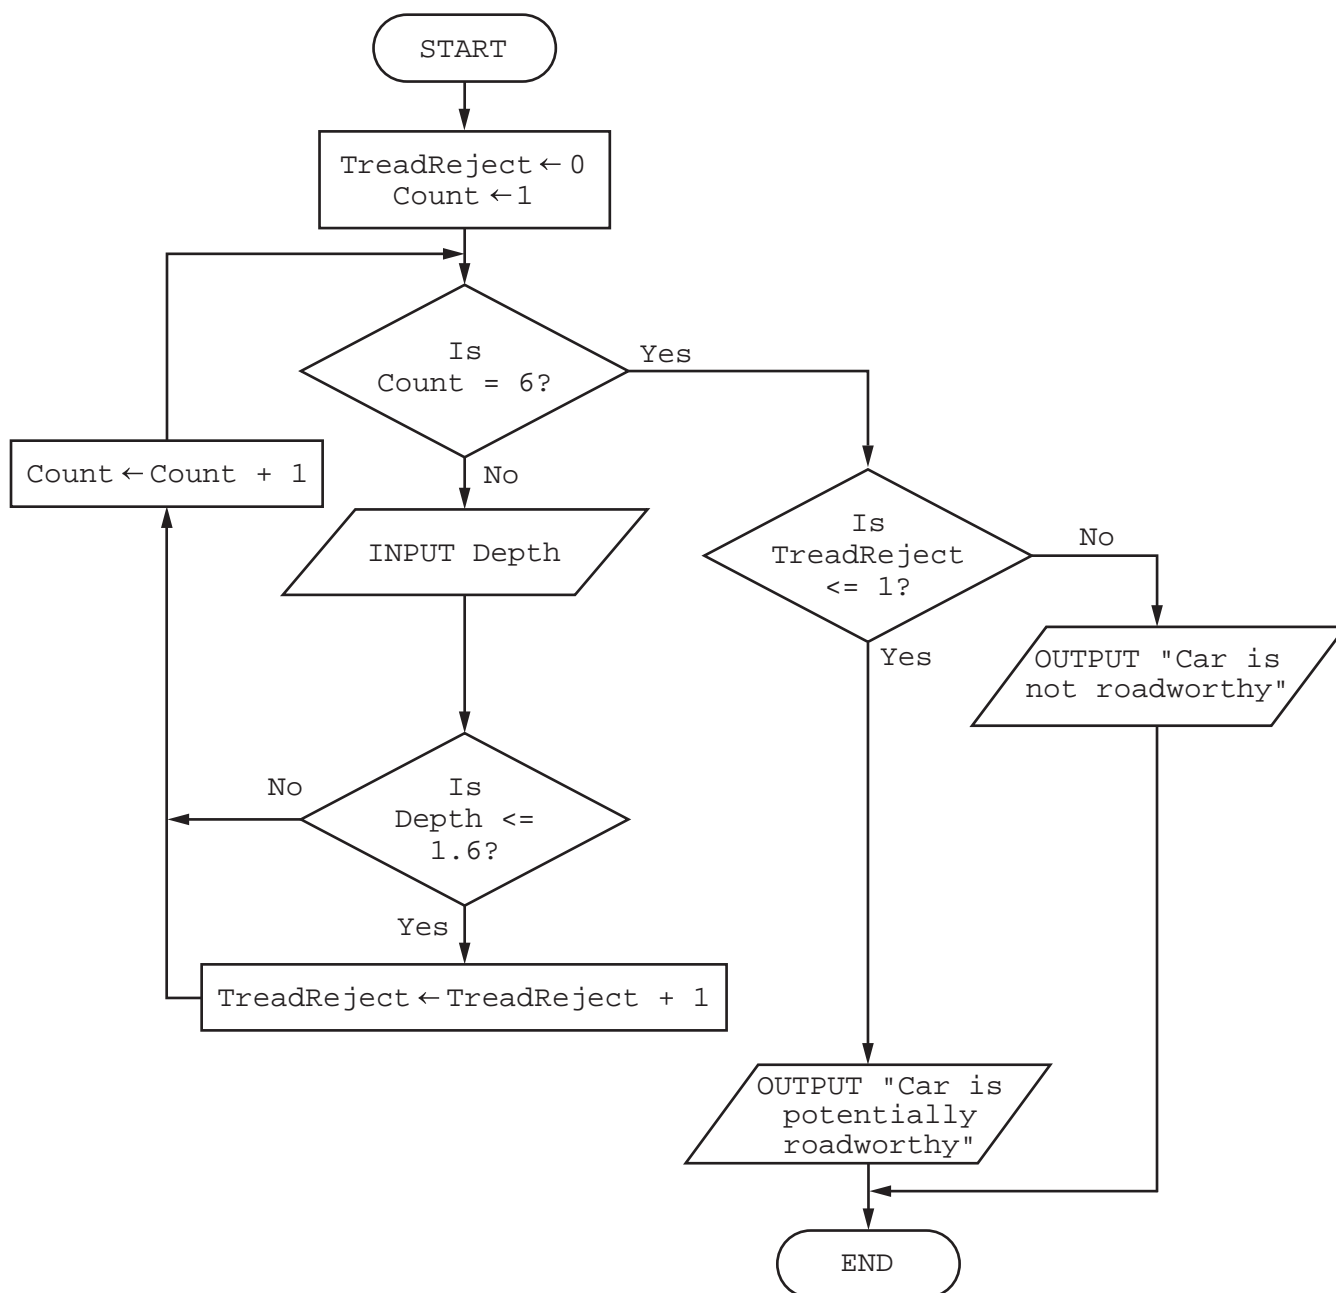 START
TreadReject ← 0
Count ← 1
Is
Count = 6?
Yes
No
Count ← Count + 1
INPUT Depth
Is
TreadReject
<= 1?
No
Yes
OUTPUT "Car is
not roadworthy"
Is
Depth <=
1.6?
No
Yes
TreadReject ← TreadReject + 1
OUTPUT "Car is
potentially
roadworthy"
END